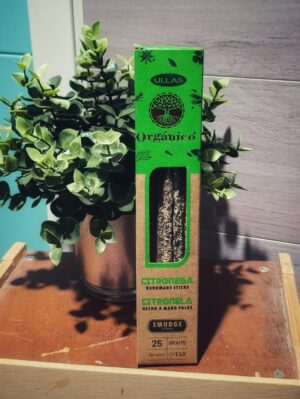 ULLAS
Orgánico
CITRONELLA
HANDMADE STICKS
CITRONELA
HECHO A MANO PALOS
SMUDGE
25 GRAMS